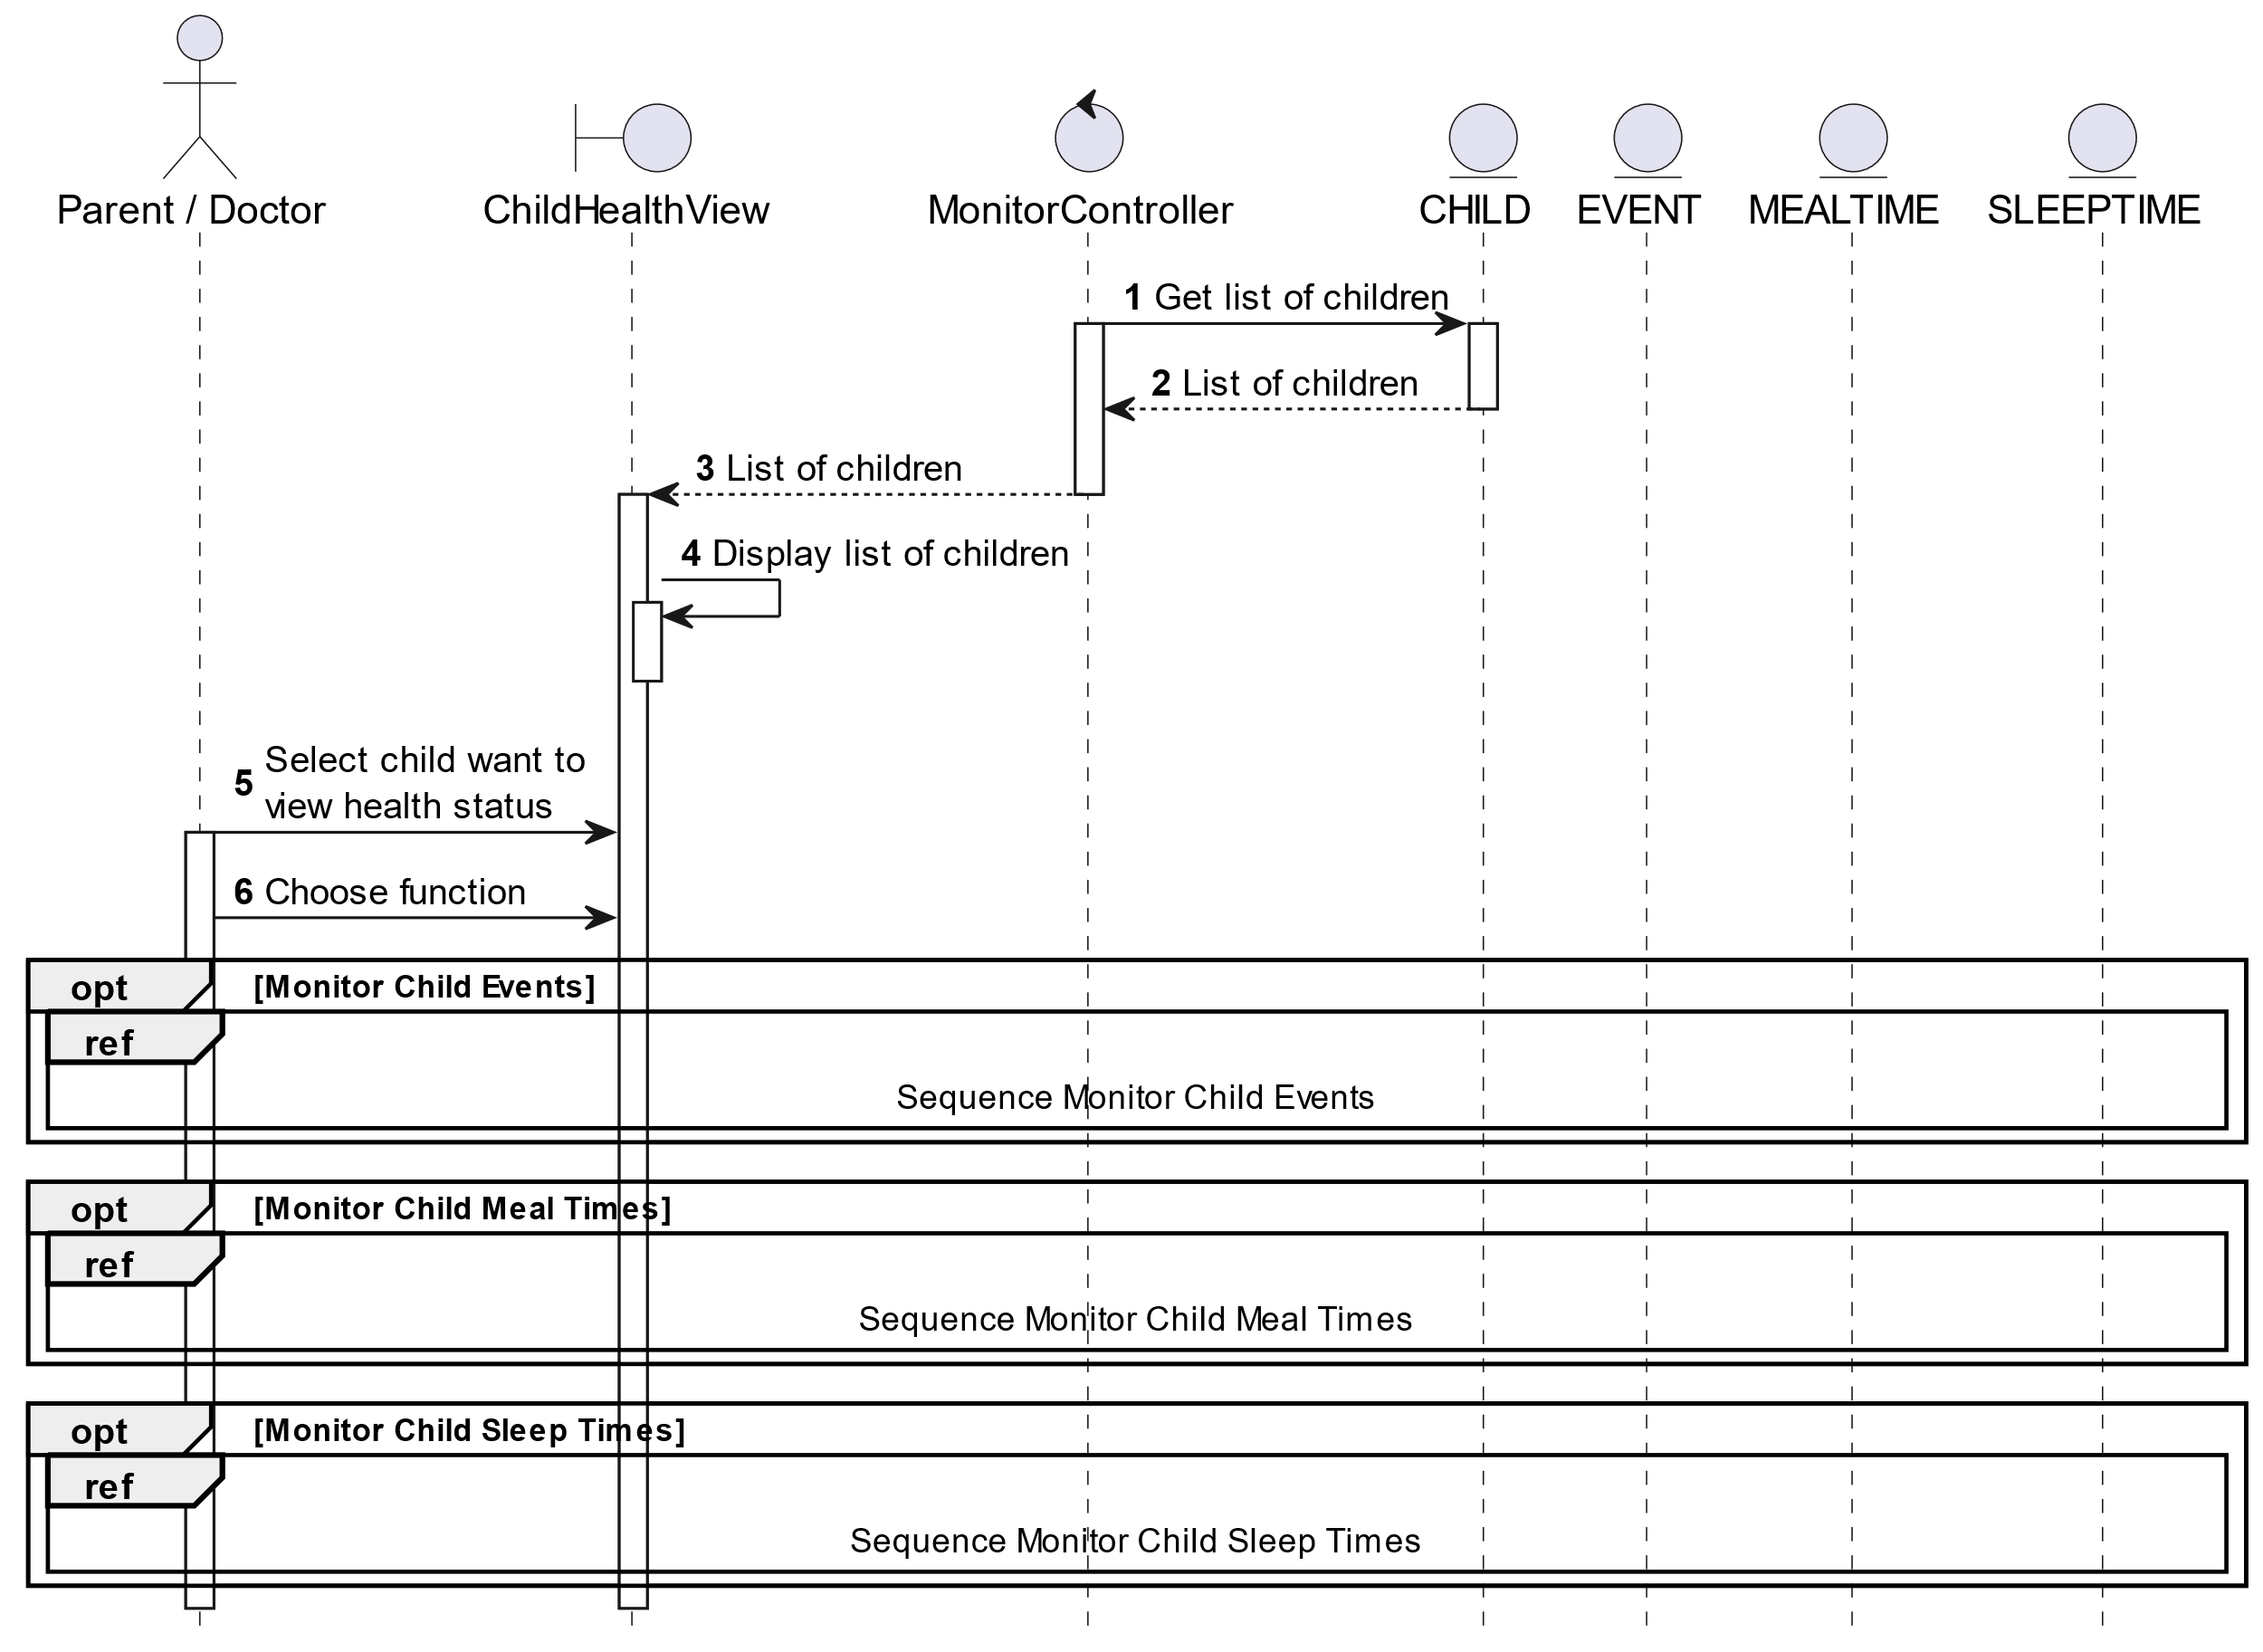 Parent / Doctor
ChildHealthView
MonitorController
CHILD
EVENT
MEALTIME
SLEEPTIME
1 Get list of children
2 List of children
3 List of children
4 Display list of children
5 Select child want to
view health status
6 Choose function
opt [Monitor Child Events]
ref
Sequence Monitor Child Events
opt [Monitor Child Meal Times]
ref
Sequence Monitor Child Meal Times
opt [Monitor Child Sleep Times]
ref
Sequence Monitor Child Sleep Times